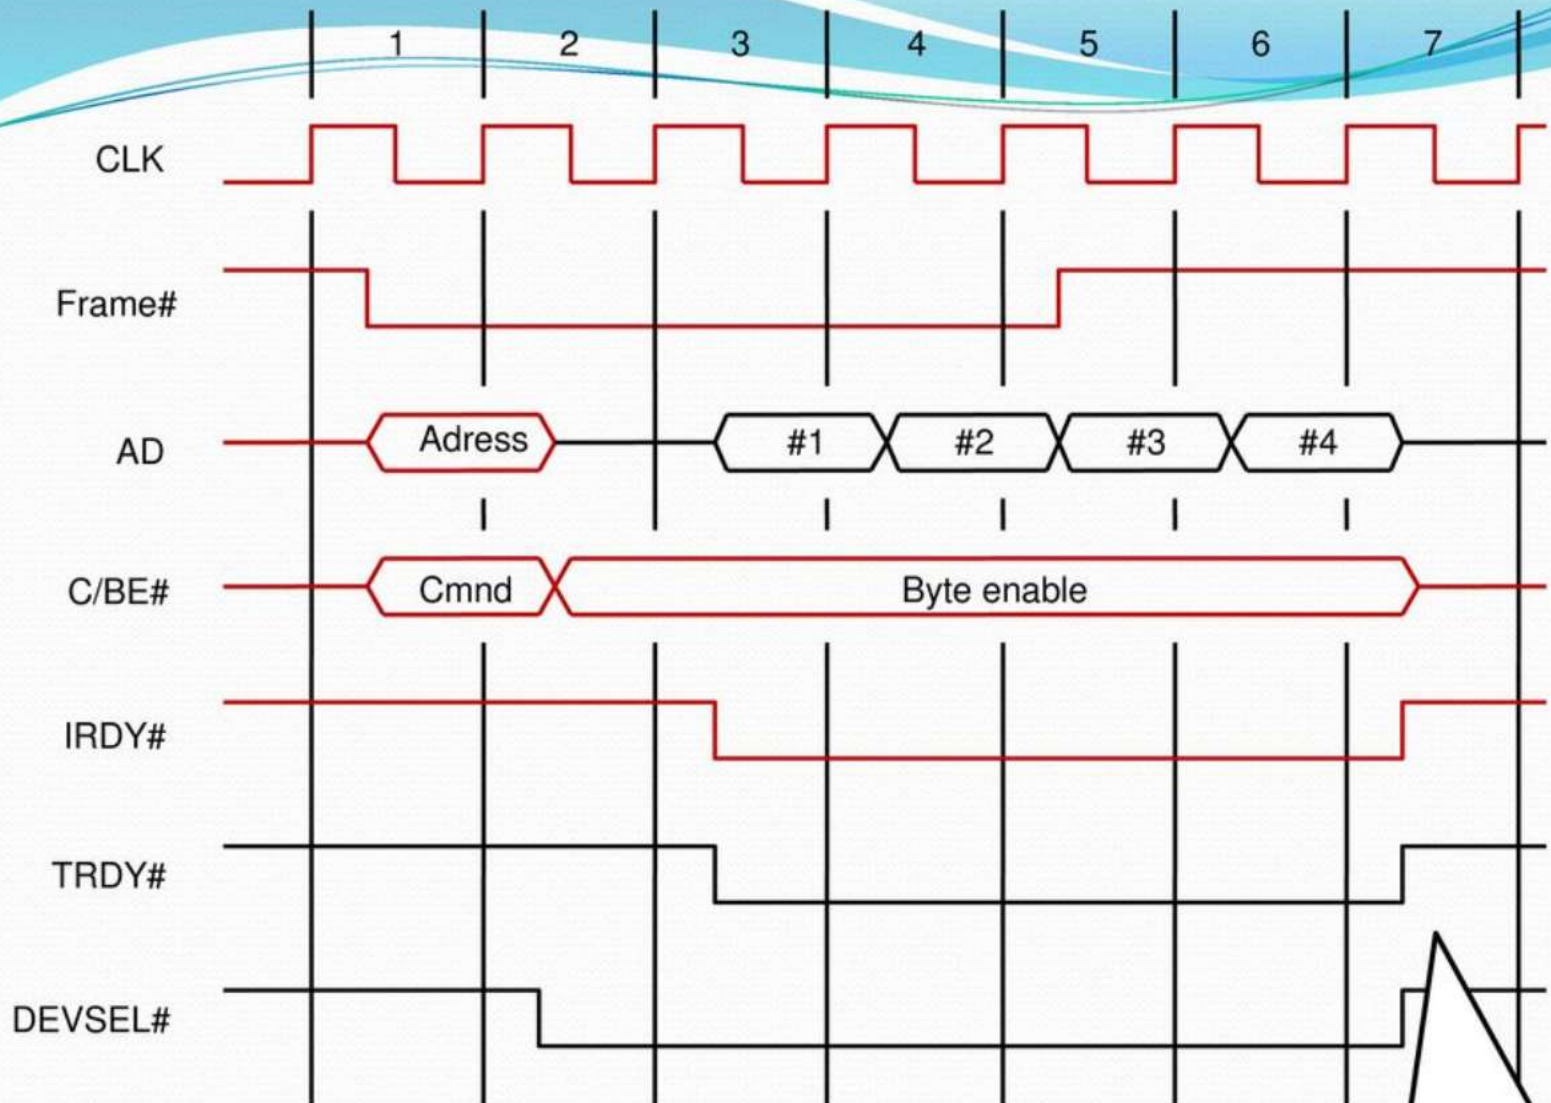 1 2 3 4 5 6 7
CLK
Frame#
AD Adress #1 #2 #3 #4
C/BE# Cmnd Byte enable
IRDY#
TRDY#
DEVSEL#